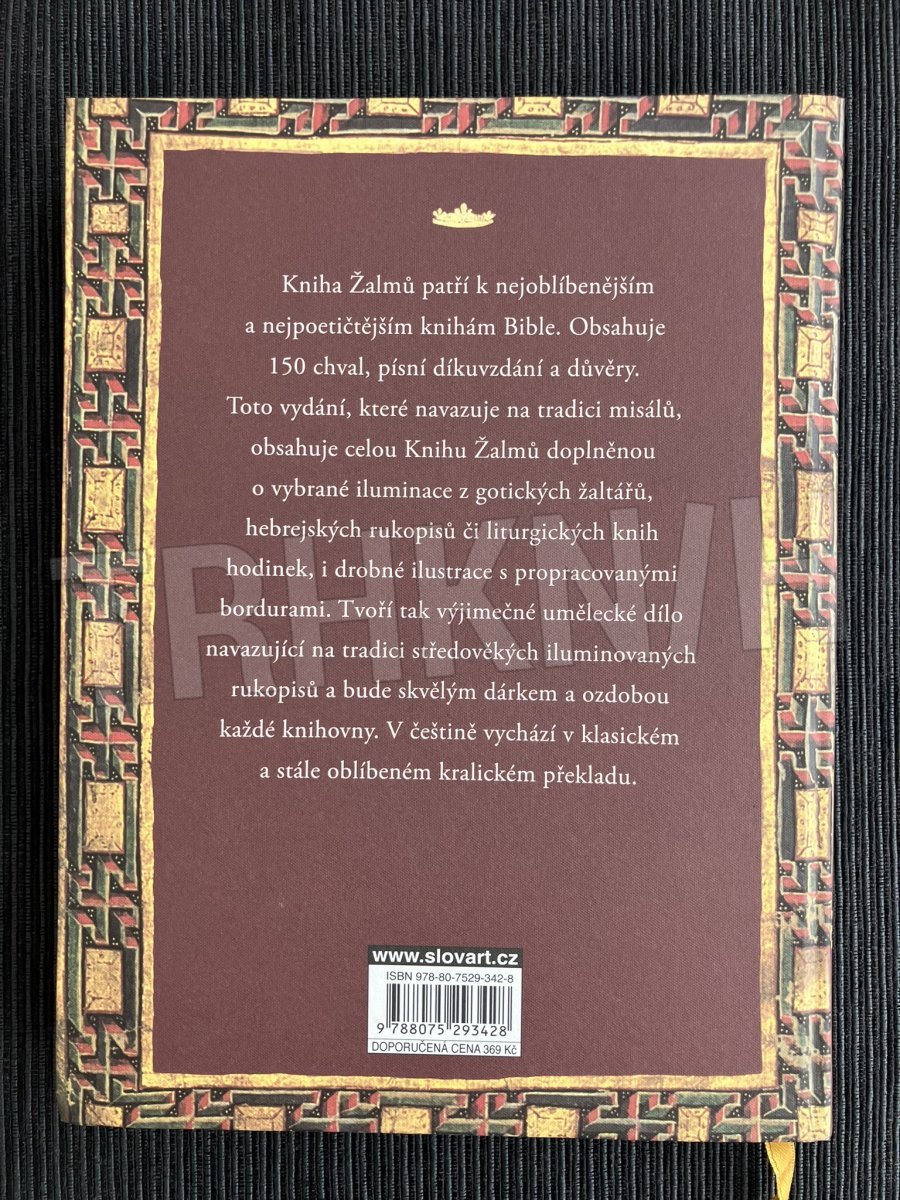 Kniha Žalmů patří k nejoblíbenějším
a nejpoetičtějším knihám Bible. Obsahuje
150 chval, písní díkuvzdání a důvěry.
Toto vydání, které navazuje na tradici misálů,
obsahuje celou Knihu Žalmů doplněnou
o vybrané iluminace z gotických žaltářů,
hebrejských rukopisů či liturgických knih
hodinek, i drobné ilustrace s propracovanými
bordurami. Tvoří tak výjimečné umělecké dílo
navazující na tradici středověkých iluminovaných
rukopisů a bude skvělým dárkem a ozdobou
každé knihovny. V češtině vychází v klasickém
a stále oblíbeném kralickém překladu.
www.slovart.cz
ISBN 978-80-7529-342-8
9 788075 293428
DOPORUČENÁ CENA 369 Kč